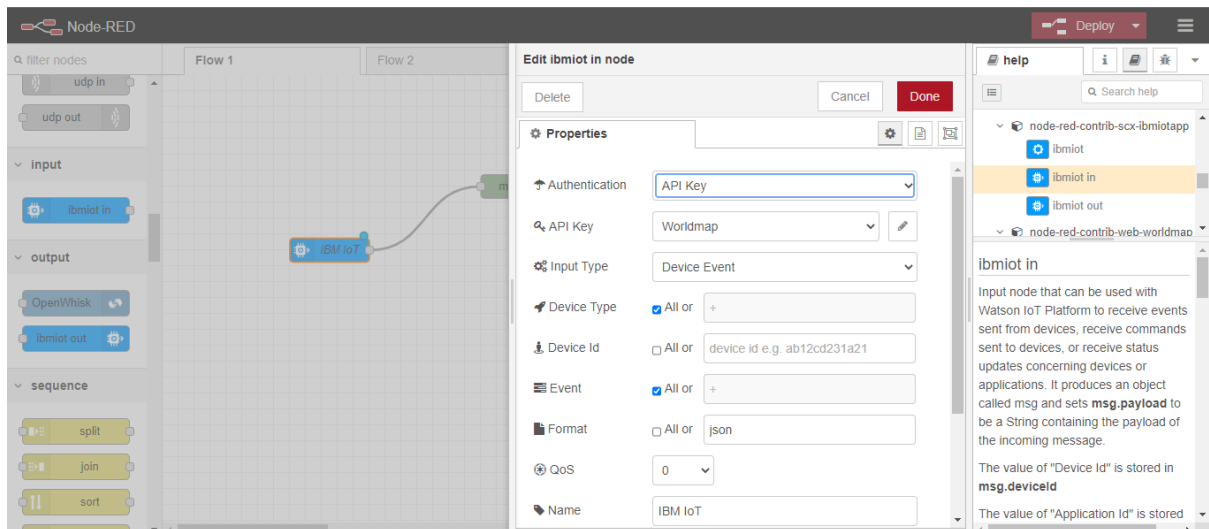 Node-RED
Deploy
filter nodes
Flow 1
Flow 2
Edit ibmiot in node
help
i
udp in
Delete
Cancel
Done
Search help
udp out
Properties
node-red-contrib-scx-ibmiotapp
ibmiot
input
Authentication
API Key
ibmiot in
ibmiot in
API Key
Worldmap
ibmiot out
IBM IoT
node-red-contrib-web-worldmap
output
Input Type
Device Event
ibmiot in
OpenWhisk
Device Type
All or
+
Input node that can be used with
Watson IoT Platform to receive events
ibmiot out
sent from devices, receive commands
Device Id
All or
device id e.g. ab12cd231a21
sent to devices, or receive status
updates concerning devices or
sequence
Event
All or
+
applications. It produces an object
called msg and sets msg.payload to
split
Format
All or
json
be a String containing the payload of
the incoming message.
join
QoS
0
The value of "Device Id" is stored in
msg.deviceId
sort
Name
IBM IoT
The value of "Application Id" is stored